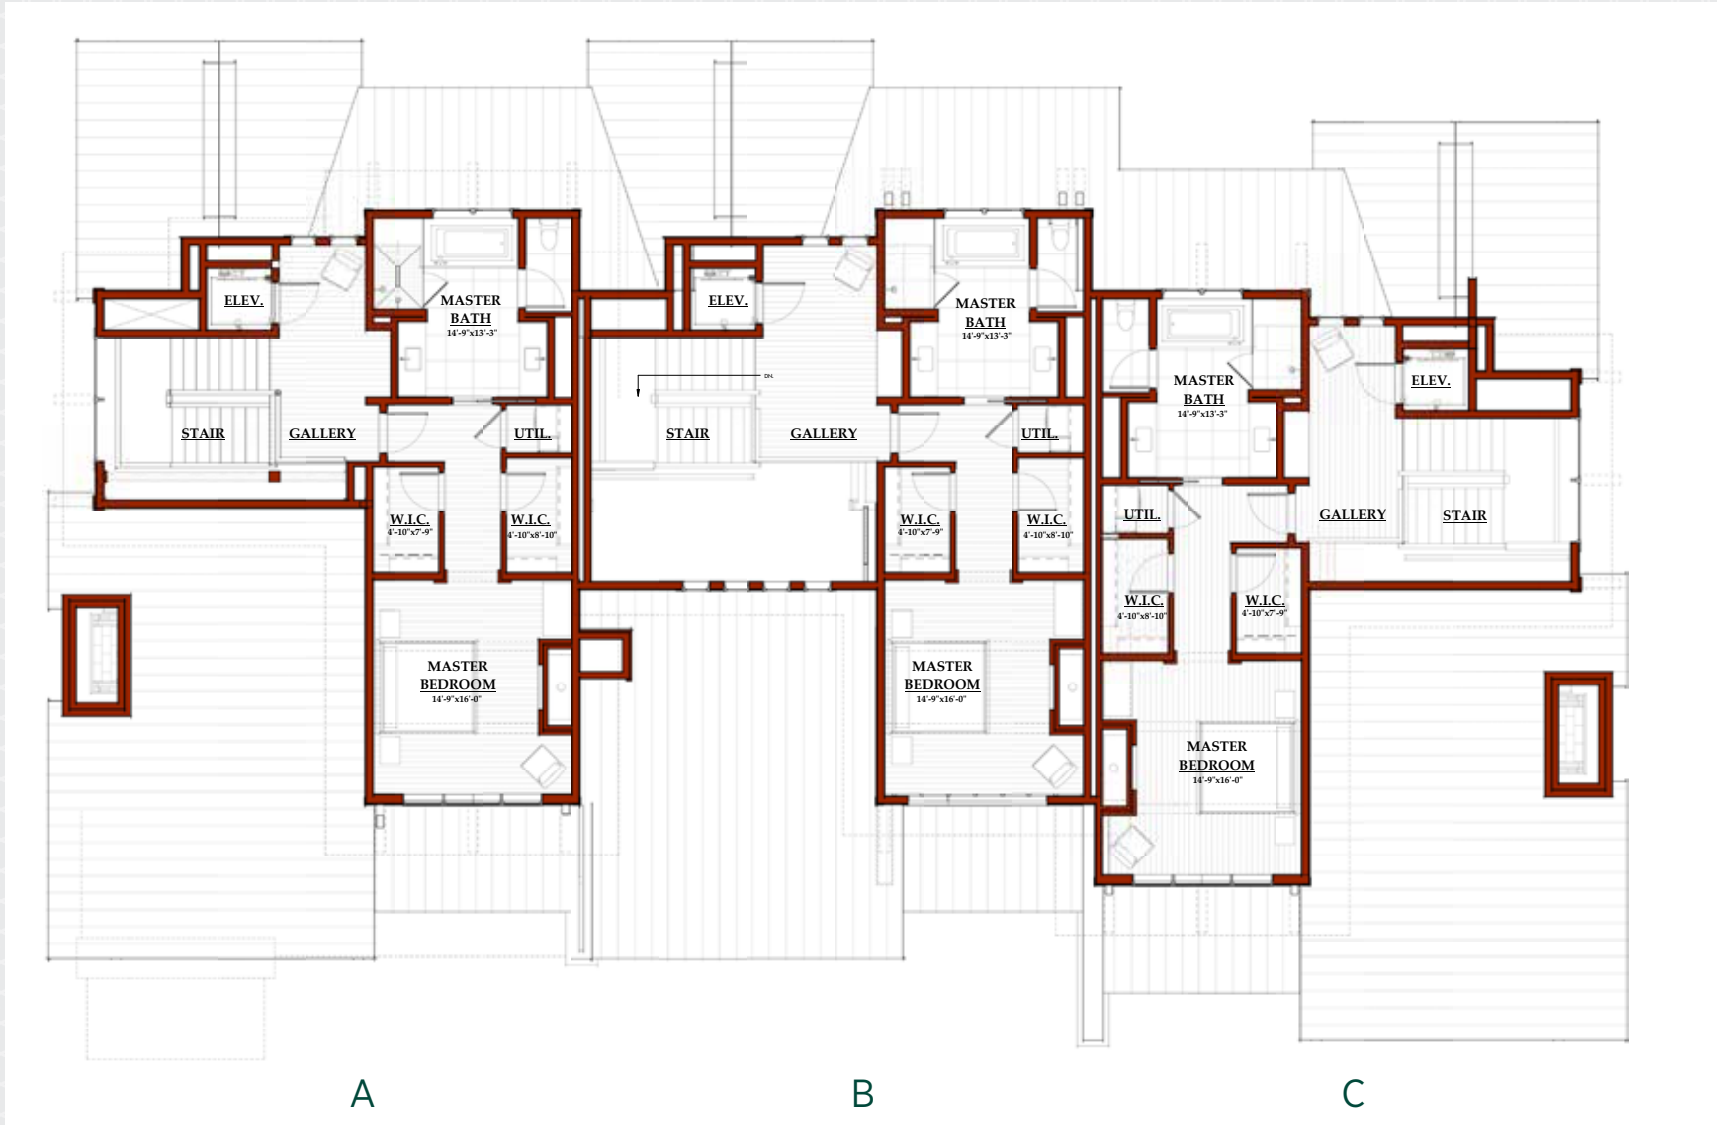 ELEV.
MASTER
BATH
14'-9"x13'-3"
STAIR
GALLERY
UTIL.
W.I.C.
4'-10"x7'-9"
W.I.C.
4'-10"x8'-10"
MASTER
BEDROOM
14'-9"x16'-0"
ELEV.
MASTER
BATH
14'-9"x13'-3"
DN.
STAIR
GALLERY
UTIL.
W.I.C.
4'-10"x7'-9"
W.I.C.
4'-10"x8'-10"
MASTER
BEDROOM
14'-9"x16'-0"
MASTER
BATH
14'-9"x13'-3"
ELEV.
UTIL.
GALLERY
STAIR
W.I.C.
4'-10"x8'-10"
W.I.C.
4'-10"x7'-9"
MASTER
BEDROOM
14'-9"x16'-0"
A
B
C